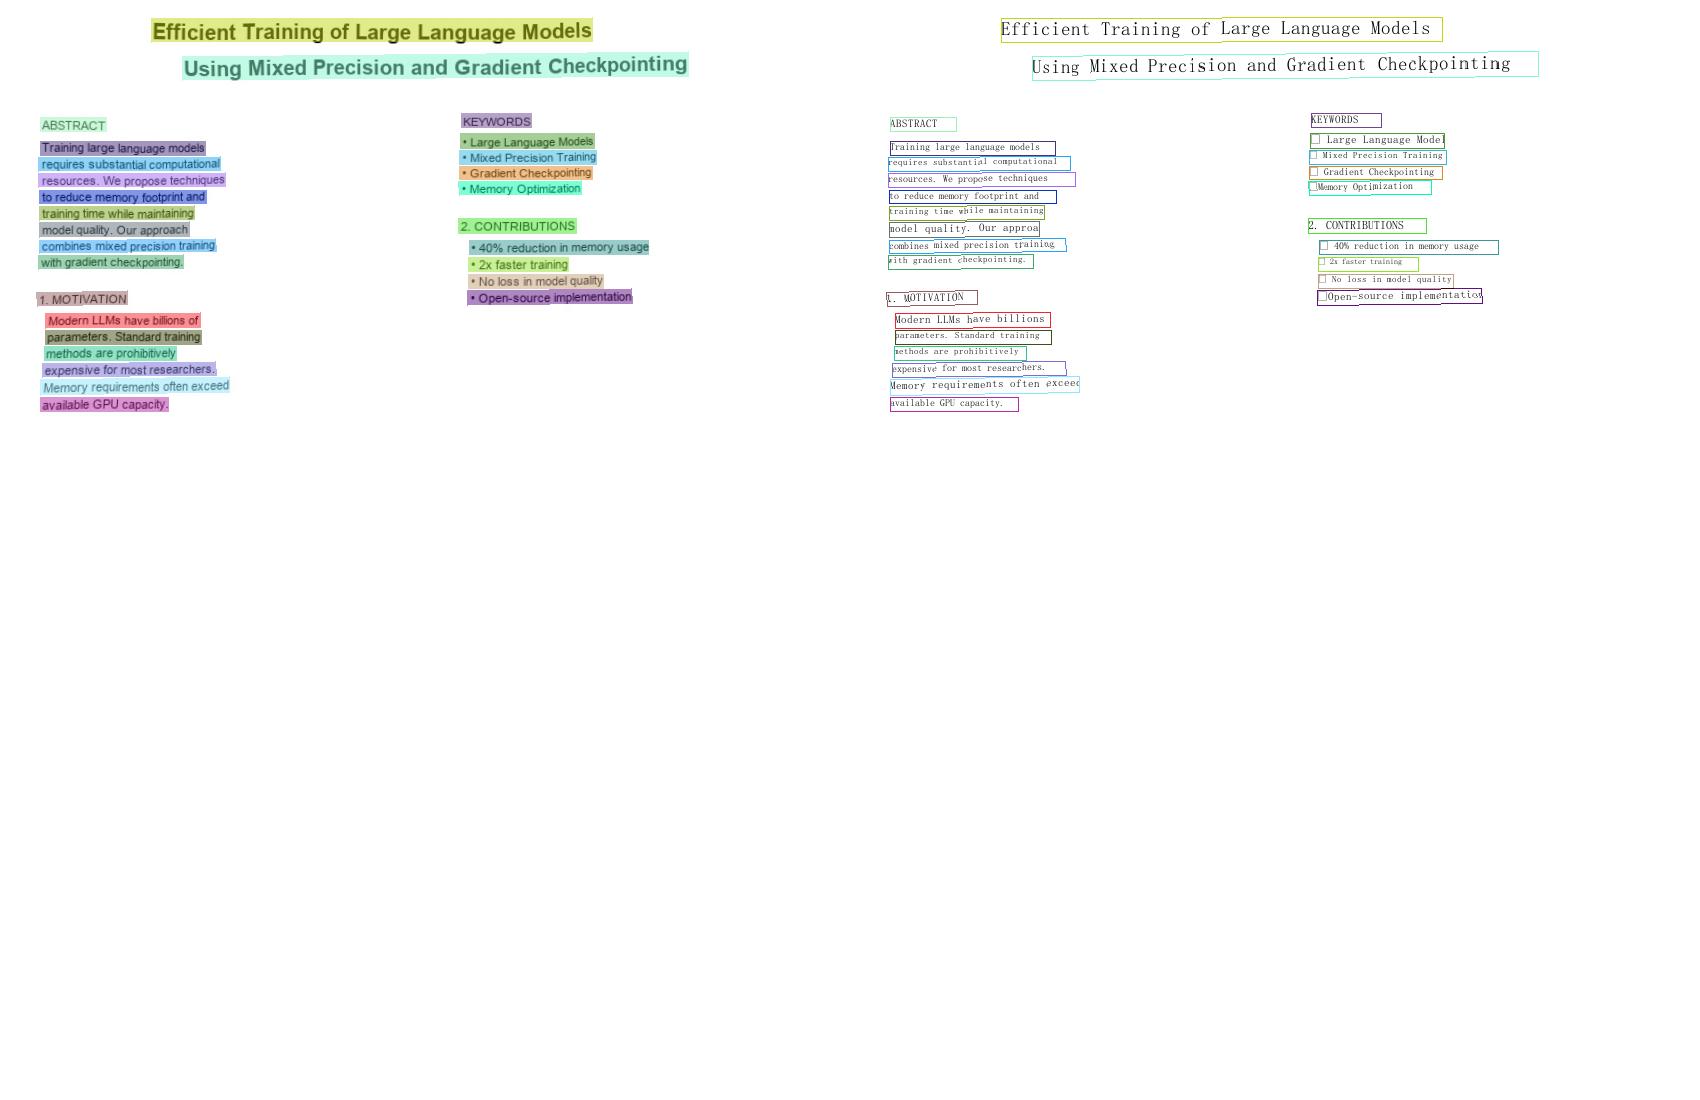 Efficient Training of Large Language Models
Using Mixed Precision and Gradient Checkpointing
ABSTRACT
Training large language models
requires substantial computational
resources. We propose techniques
to reduce memory footprint and
training time while maintaining
model quality. Our approach
combines mixed precision training
with gradient checkpointing.
1. MOTIVATION
Modern LLMs have billions of
parameters. Standard training
methods are prohibitively
expensive for most researchers.
Memory requirements often exceed
available GPU capacity.
KEYWORDS
• Large Language Models
• Mixed Precision Training
• Gradient Checkpointing
• Memory Optimization
2. CONTRIBUTIONS
• 40% reduction in memory usage
• 2x faster training
• No loss in model quality
• Open-source implementation
Efficient Training of Large Language Models
Using Mixed Precision and Gradient Checkpointing
ABSTRACT
Training large language models
requires substantial computational
resources. We propose techniques
to reduce memory footprint and
training time while maintaining
model quality. Our approa
combines mixed precision training
with gradient checkpointing.
1. MOTIVATION
Modern LLMs have billions
parameters. Standard training
methods are prohibitively
expensive for most researchers.
Memory requirements often exceed
available GPU capacity.
KEYWORDS
□ Large Language Model
□ Mixed Precision Training
□ Gradient Checkpointing
□Memory Optimization
2. CONTRIBUTIONS
□ 40% reduction in memory usage
□ 2x faster training
□ No loss in model quality
□Open-source implementation